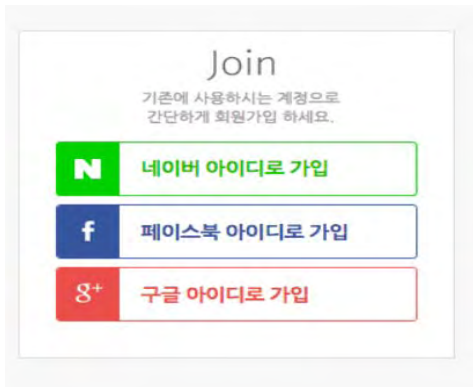 Join
기존에 사용하시는 계정으로
간단하게 회원가입 하세요.
N 네이버 아이디로 가입
f 페이스북 아이디로 가입
g+ 구글 아이디로 가입